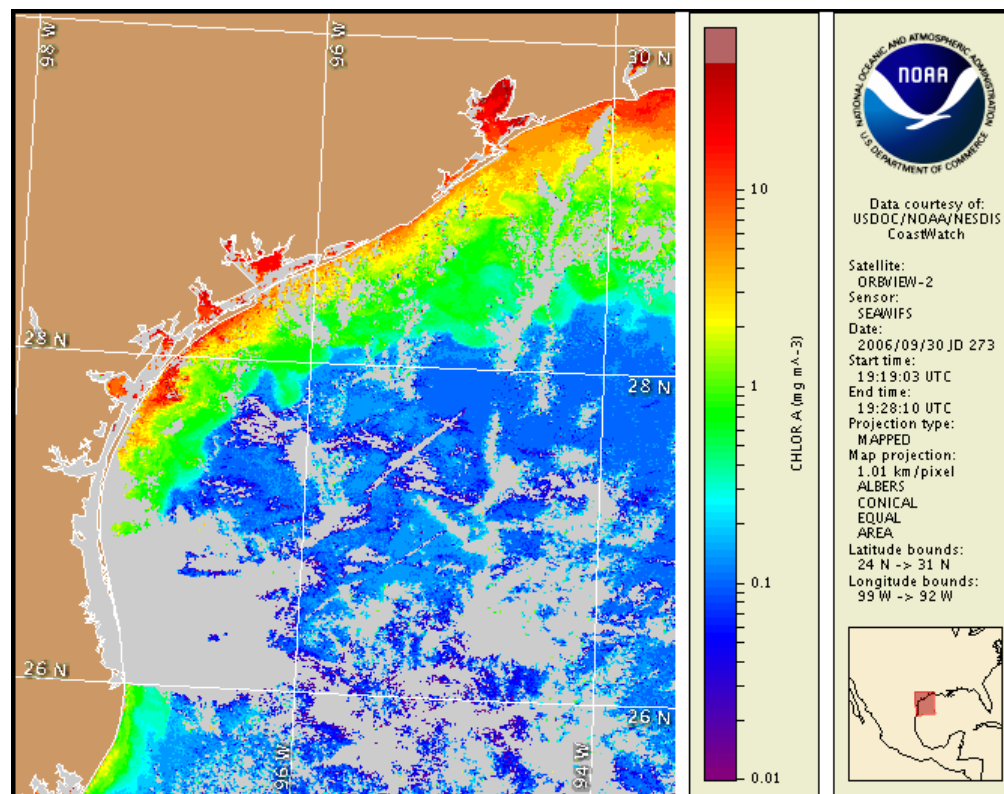 98 W
96 W
30 N
28 N
28 N
26 N
26 N
96 W
94 W
10
1
0.1
0.01
CHLOR A (mg m^-3)
NATIONAL OCEANIC AND ATMOSPHERIC ADMINISTRATION
NOAA
U.S. DEPARTMENT OF COMMERCE
Data courtesy of:
USDOC/NOAA/NESDIS
CoastWatch
Satellite:
ORBVIEW-2
Sensor:
SEAWIFS
Date:
2006/09/30 JD 273
Start time:
19:19:03 UTC
End time:
19:28:10 UTC
Projection type:
MAPPED
Map projection:
1.01 km/pixel
ALBERS
CONICAL
EQUAL
AREA
Latitude bounds:
24 N -> 31 N
Longitude bounds:
99 W -> 92 W